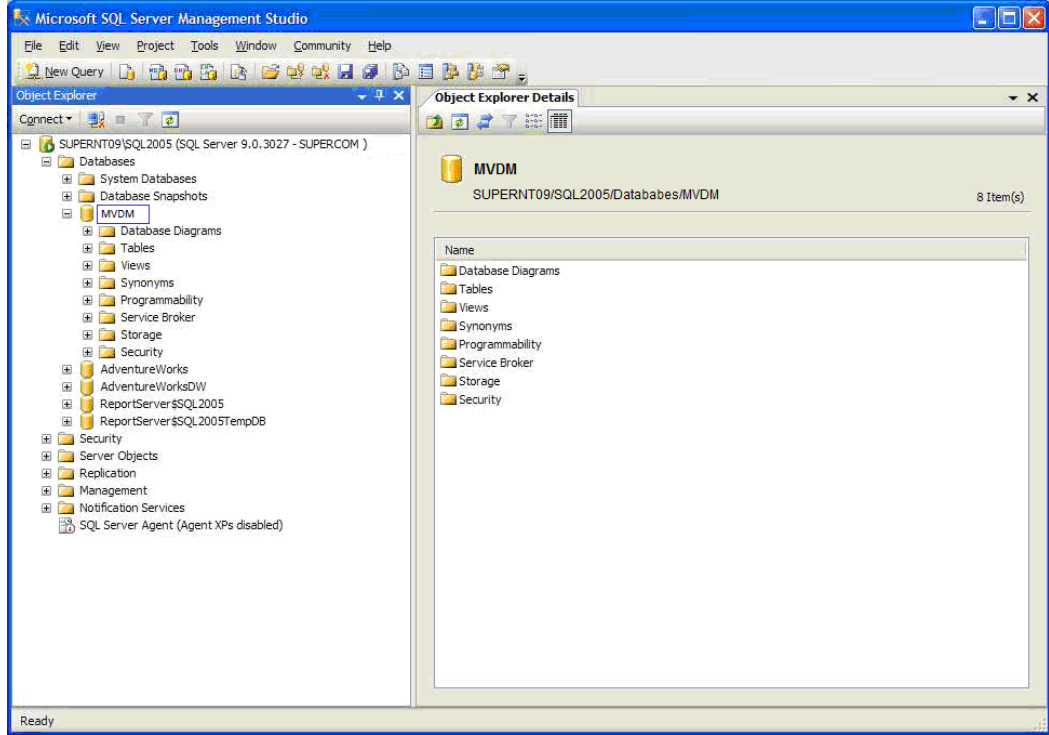 Microsoft SQL Server Management Studio
File Edit View Project Tools Window Community Help
New Query
Object Explorer
Connect
SUPERNT09\SQL2005 (SQL Server 9.0.3027 - SUPERCOM )
Databases
System Databases
Database Snapshots
MVDM
Database Diagrams
Tables
Views
Synonyms
Programmability
Service Broker
Storage
Security
AdventureWorks
AdventureWorksDW
ReportServer$SQL2005
ReportServer$SQL2005TempDB
Security
Server Objects
Replication
Management
Notification Services
SQL Server Agent (Agent XPs disabled)
Object Explorer Details
MVDM
SUPERNT09/SQL2005/Datababes/MVDM
8 Item(s)
Name
Database Diagrams
Tables
Views
Synonyms
Programmability
Service Broker
Storage
Security
Ready